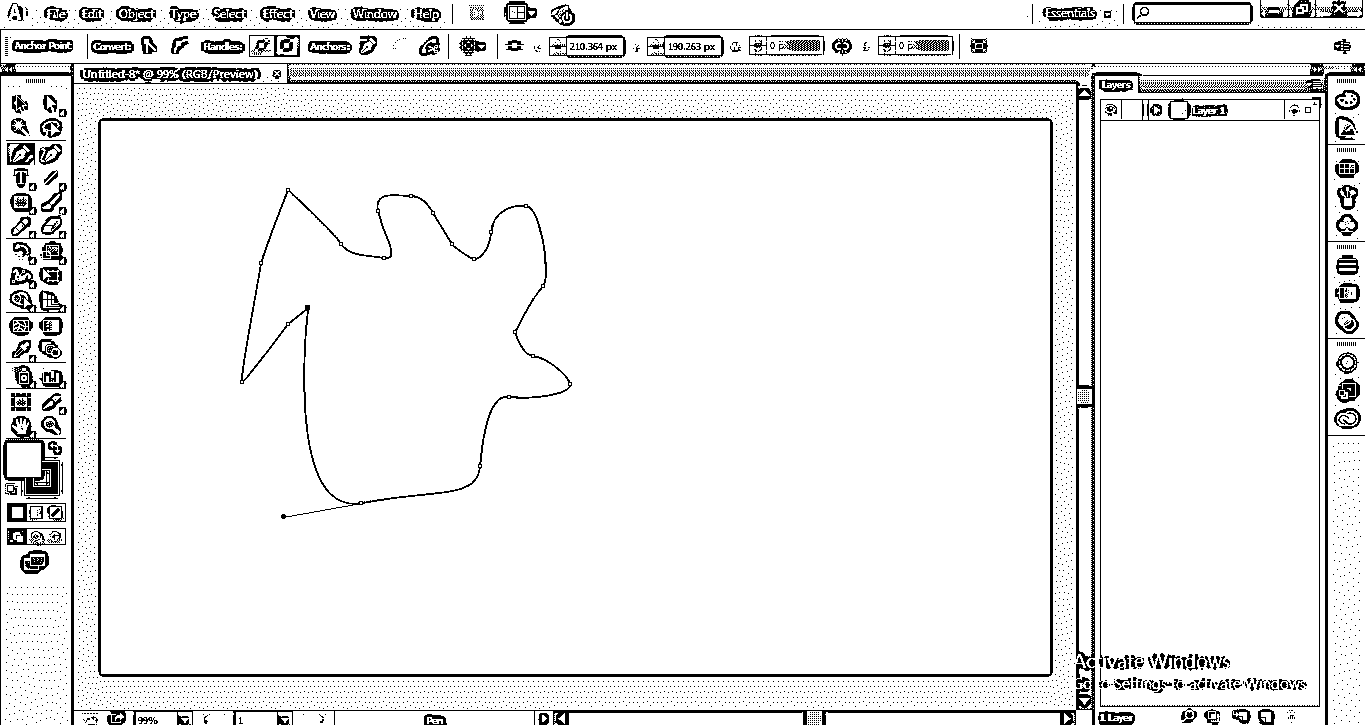 Ai File Edit Object Type Select Effect View Window Help Essentials
Anchor Point Convert: Handles: Anchors: 210.364 px 190.263 px 0 px 0 px
Untitled-8* @ 99% (RGB/Preview)
Layers
Layer 1
Activate Windows
Go to Settings to activate Windows
99% 1 Pen
1 Layer